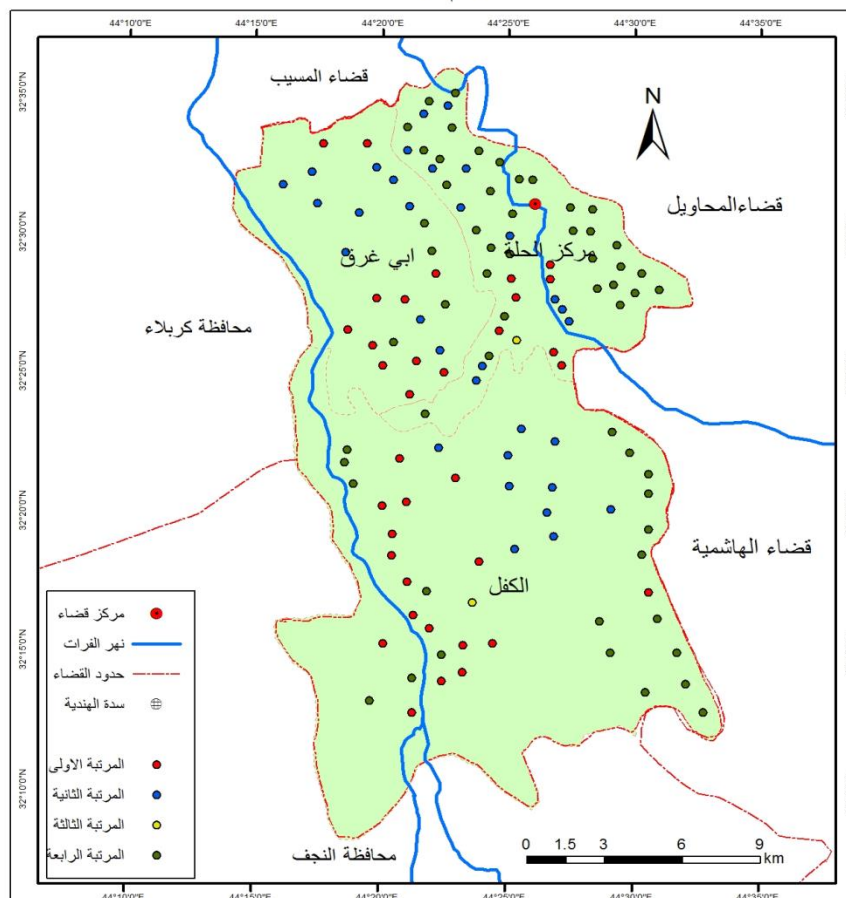 44°10'0"E 44°15'0"E 44°20'0"E 44°25'0"E 44°30'0"E 44°35'0"E
32°35'0"N
32°30'0"N
32°25'0"N
32°20'0"N
32°15'0"N
32°10'0"N
قضاء المسيب
N
قضاءالمحاويل
مركز الحلة
ابي غرق
محافظة كربلاء
قضاء الهاشمية
الكفل
مركز قضاء
نهر الفرات
حدود القضاء
سدة الهندية
المرتبة الاولى
المرتبة الثانية
المرتبة الثالثة
المرتبة الرابعة
محافظة النجف
0 1.5 3 6 9
km
44°10'0"E 44°15'0"E 44°20'0"E 44°25'0"E 44°30'0"E 44°35'0"E